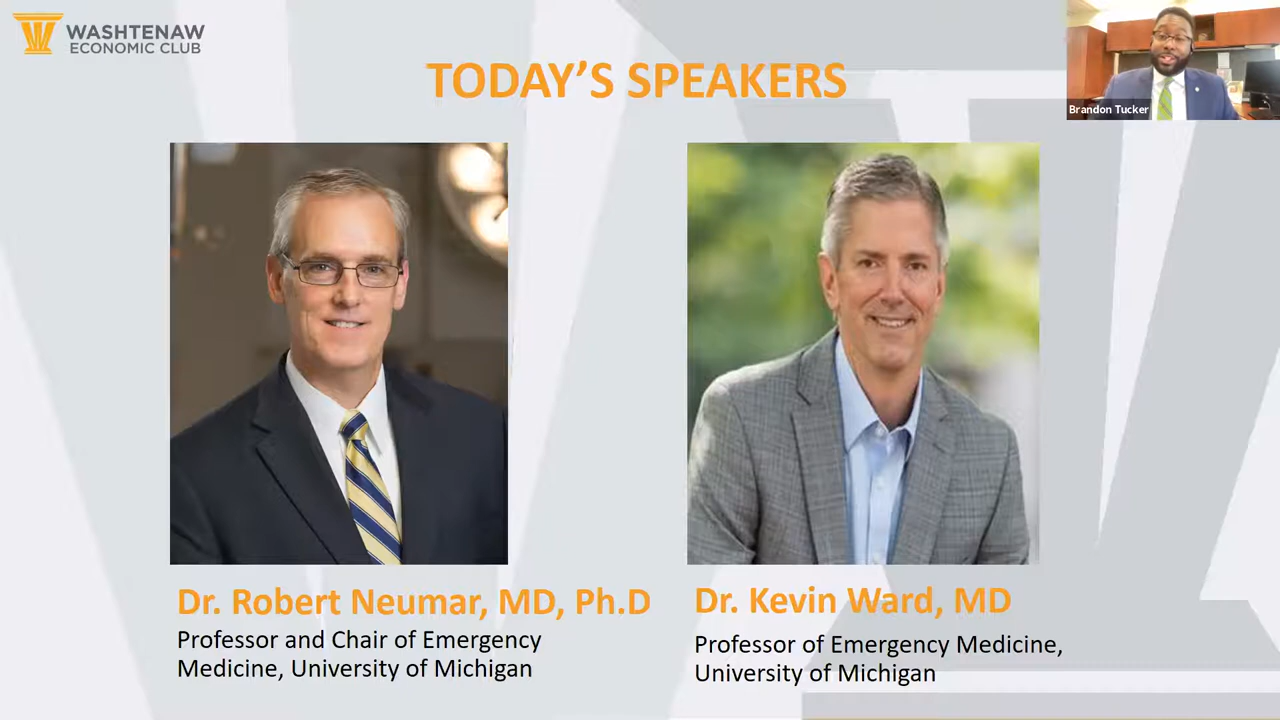 WASHTENAW
ECONOMIC CLUB
TODAY'S SPEAKERS
Brandon Tucker
Dr. Robert Neumar, MD, Ph.D
Professor and Chair of Emergency
Medicine, University of Michigan
Dr. Kevin Ward, MD
Professor of Emergency Medicine,
University of Michigan